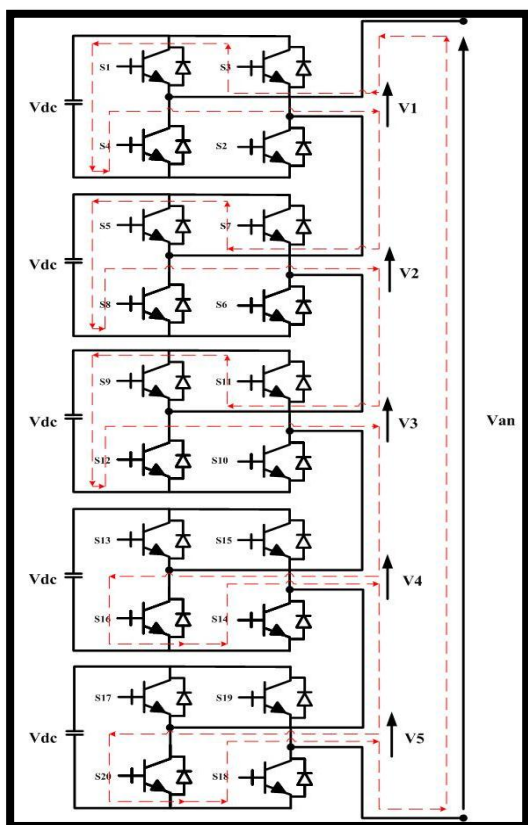 S1
S3
Vdc
V1
S4
S2
S5
S7
Vdc
V2
S8
S6
S9
S11
Vdc
V3
Van
S12
S10
S13
S15
Vdc
V4
S16
S14
S17
S19
Vdc
V5
S20
S18